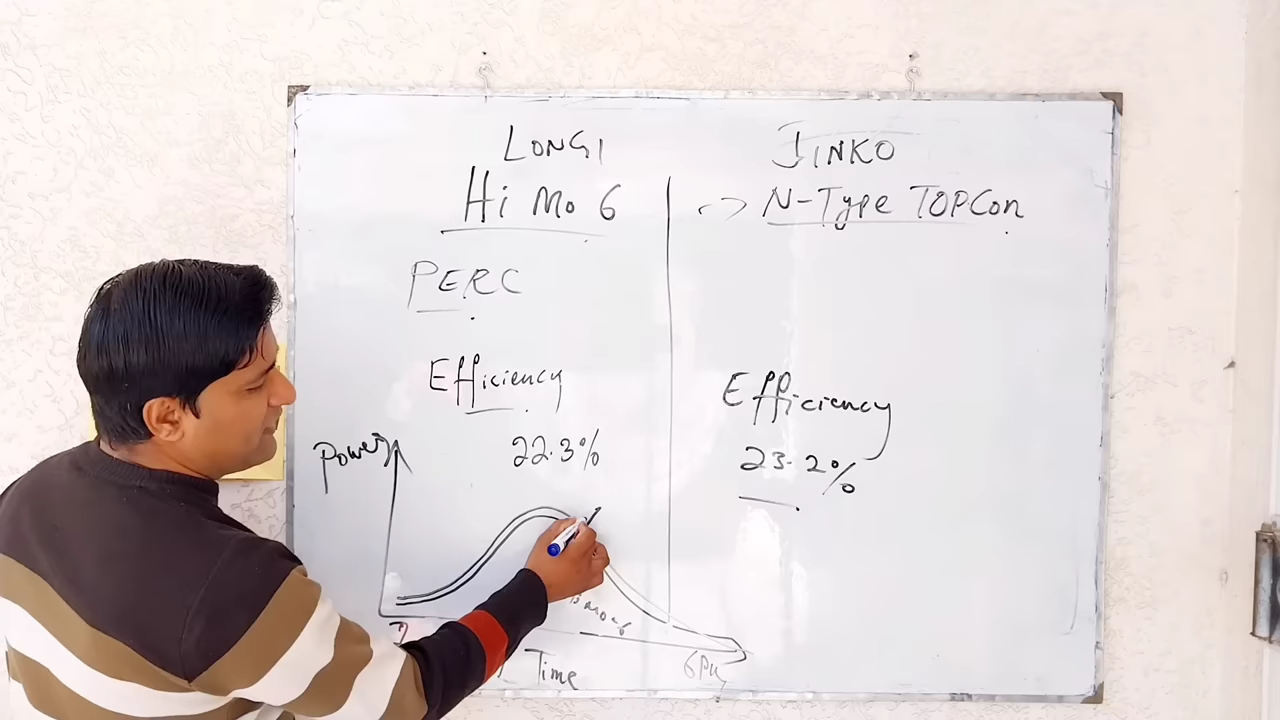 LONGI
Hi Mo 6
PERC
Efficiency
22.3%
Power
Time
JINKO
N-Type TOPCon
Efficiency
23.2%